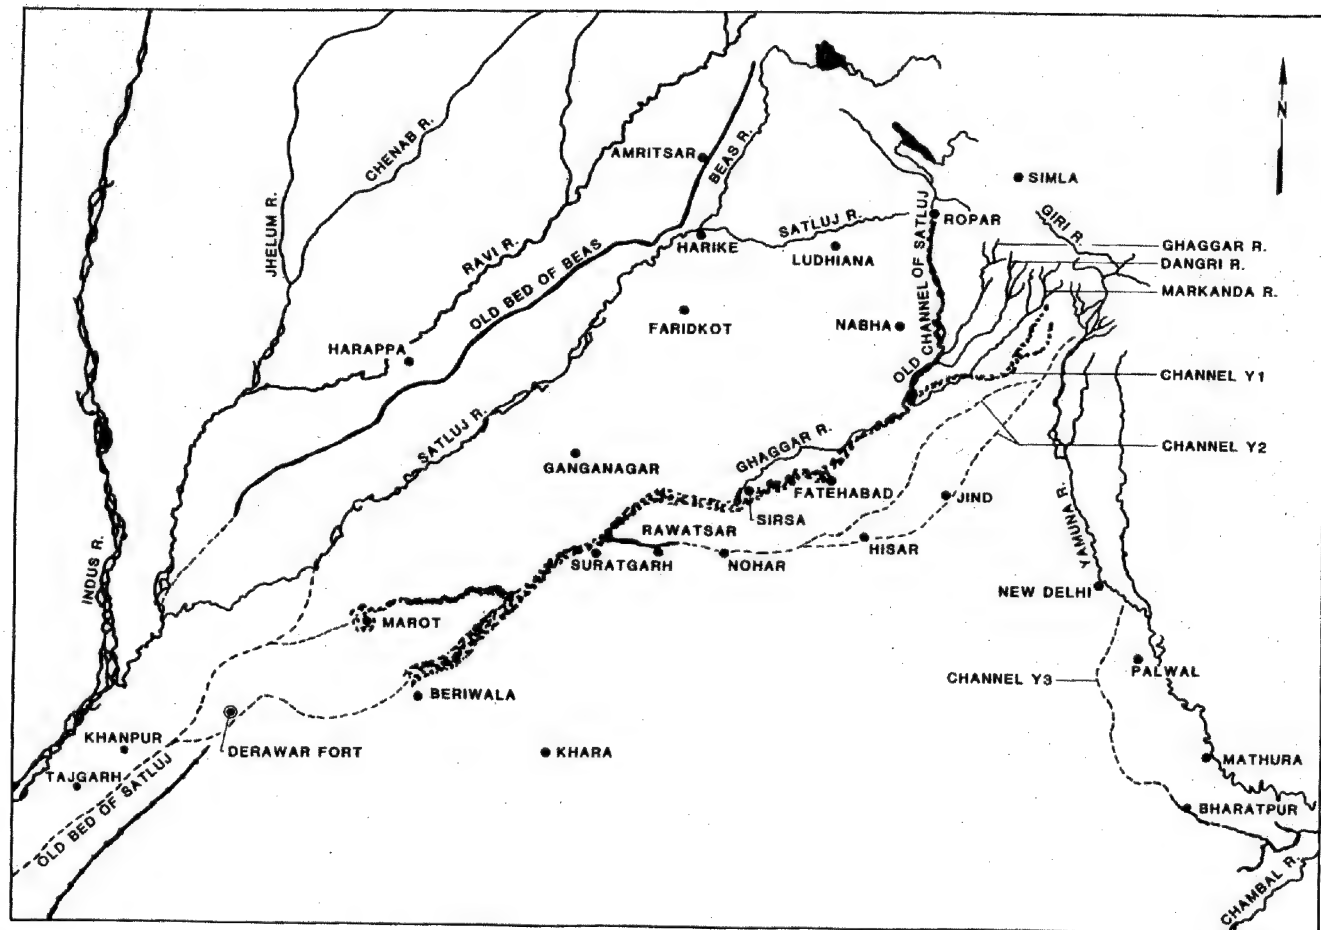 N
CHENAB R.
AMRITSAR
BEAS R.
SIMLA
JHELUM R.
RAVI R.
SATLUJ R.
ROPAR
GIRI R.
GHAGGAR R.
HARIKE
LUDHIANA
DANGRI R.
OLD BED OF BEAS
OLD CHANNEL OF SATLUJ
MARKANDA R.
FARIDKOT
NABHA
HARAPPA
CHANNEL Y1
SATLUJ R.
GHAGGAR R.
CHANNEL Y2
GANGANAGAR
FATEHABAD
JIND
SIRSA
RAWATSAR
YAMUNA R.
INDUS R.
SURATGARH
NOHAR
HISAR
NEW DELHI
MAROT
PALWAL
CHANNEL Y3
BERIWALA
KHANPUR
DERAWAR FORT
KHARA
MATHURA
TAJGARH
OLD BED OF SATLUJ
BHARATPUR
CHAMBAL R.